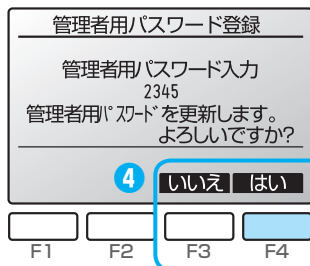 管理者用パスワード登録
管理者用パスワード入力
2345
管理者用ﾊﾟｽﾜｰﾄﾞを更新します。
よろしいですか?
4
いいえ はい
F1 F2 F3 F4